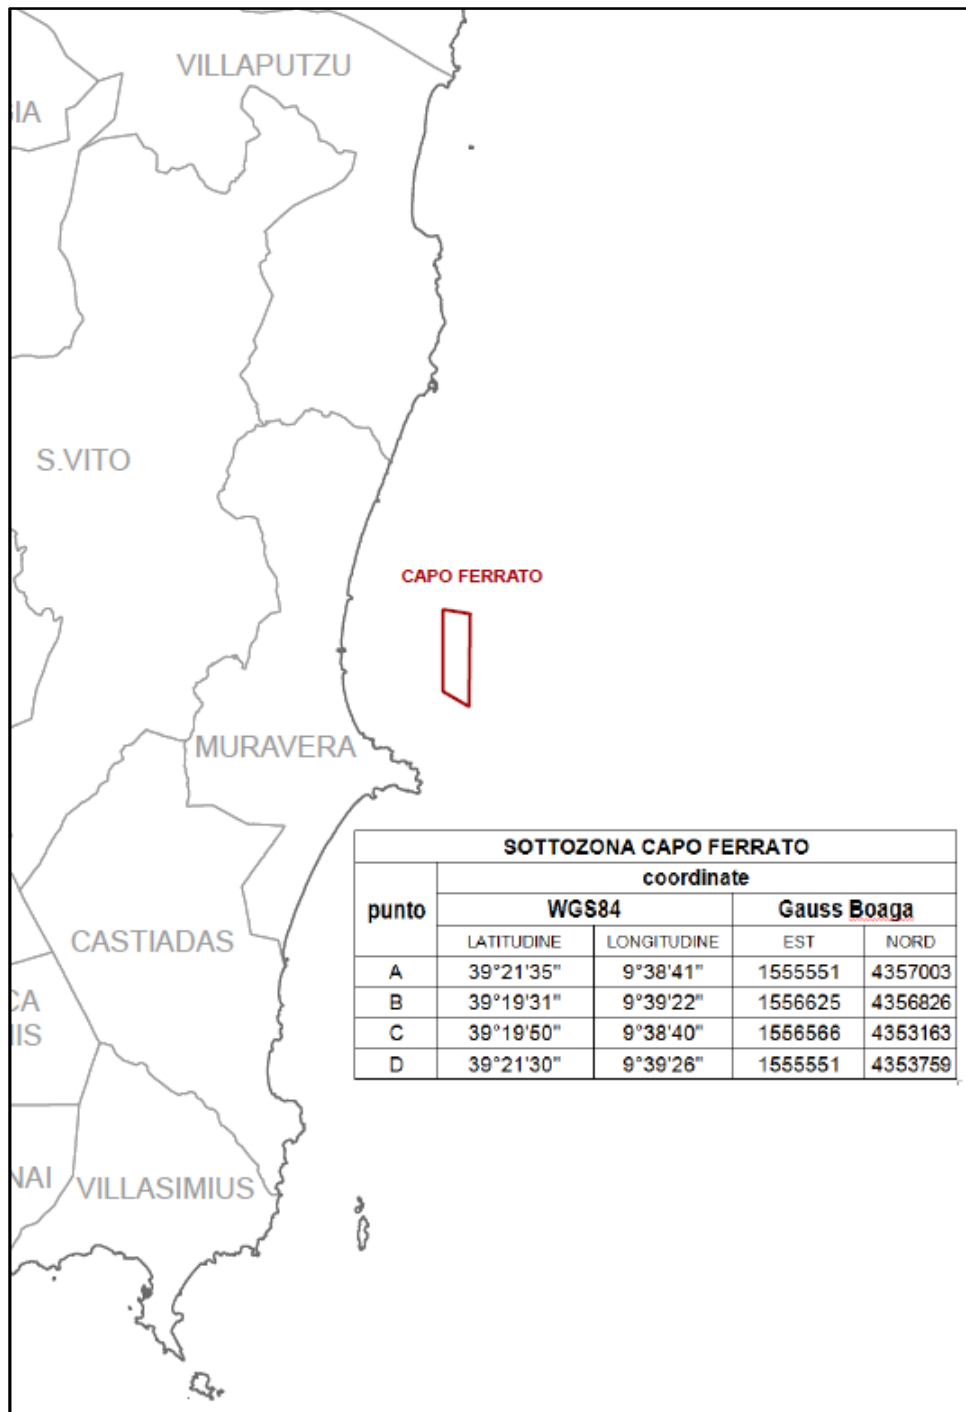 VILLAPUTZU
IA
S.VITO
CAPO FERRATO
MURAVERA
SOTTOZONA CAPO FERRATO
coordinate
punto WGS84 Gauss Boaga
LATITUDINE LONGITUDINE EST NORD
A 39°21'35" 9°38'41" 1555551 4357003
B 39°19'31" 9°39'22" 1556625 4356826
C 39°19'50" 9°38'40" 1556566 4353163
D 39°21'30" 9°39'26" 1555551 4353759
CASTIADAS
CA
IIS
NAI
VILLASIMIUS